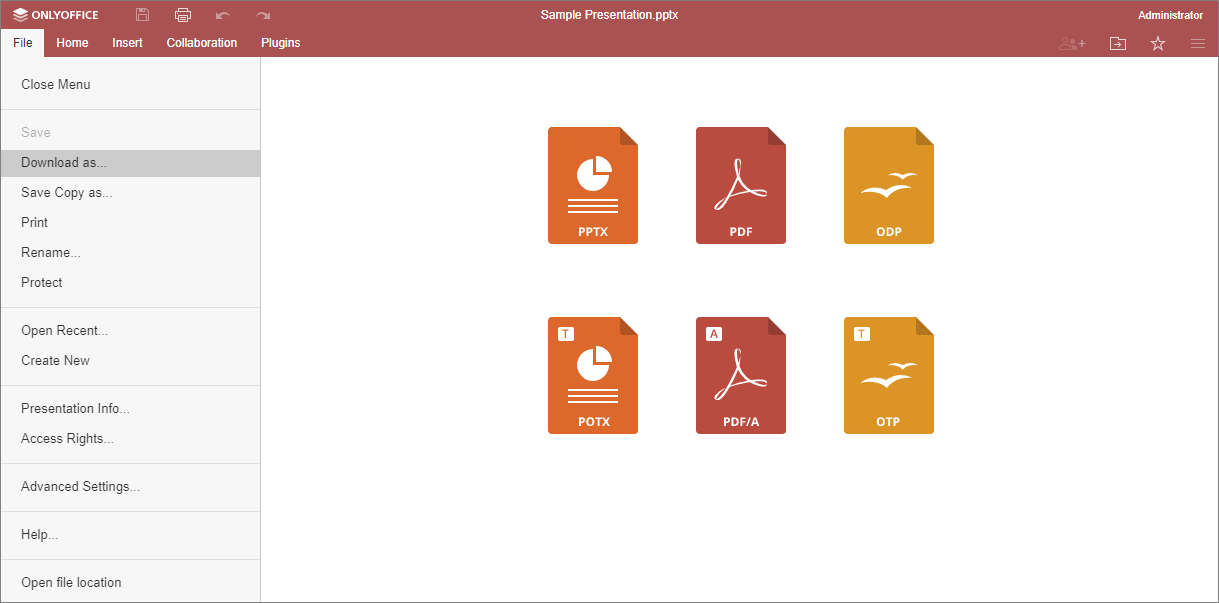 ONLYOFFICE
Sample Presentation.pptx
Administrator
File
Home
Insert
Collaboration
Plugins
Close Menu
Save
Download as...
Save Copy as...
Print
Rename...
Protect
Open Recent...
Create New
Presentation Info...
Access Rights...
Advanced Settings...
Help...
Open file location
PPTX
PDF
ODP
T
POTX
A
PDF/A
T
OTP